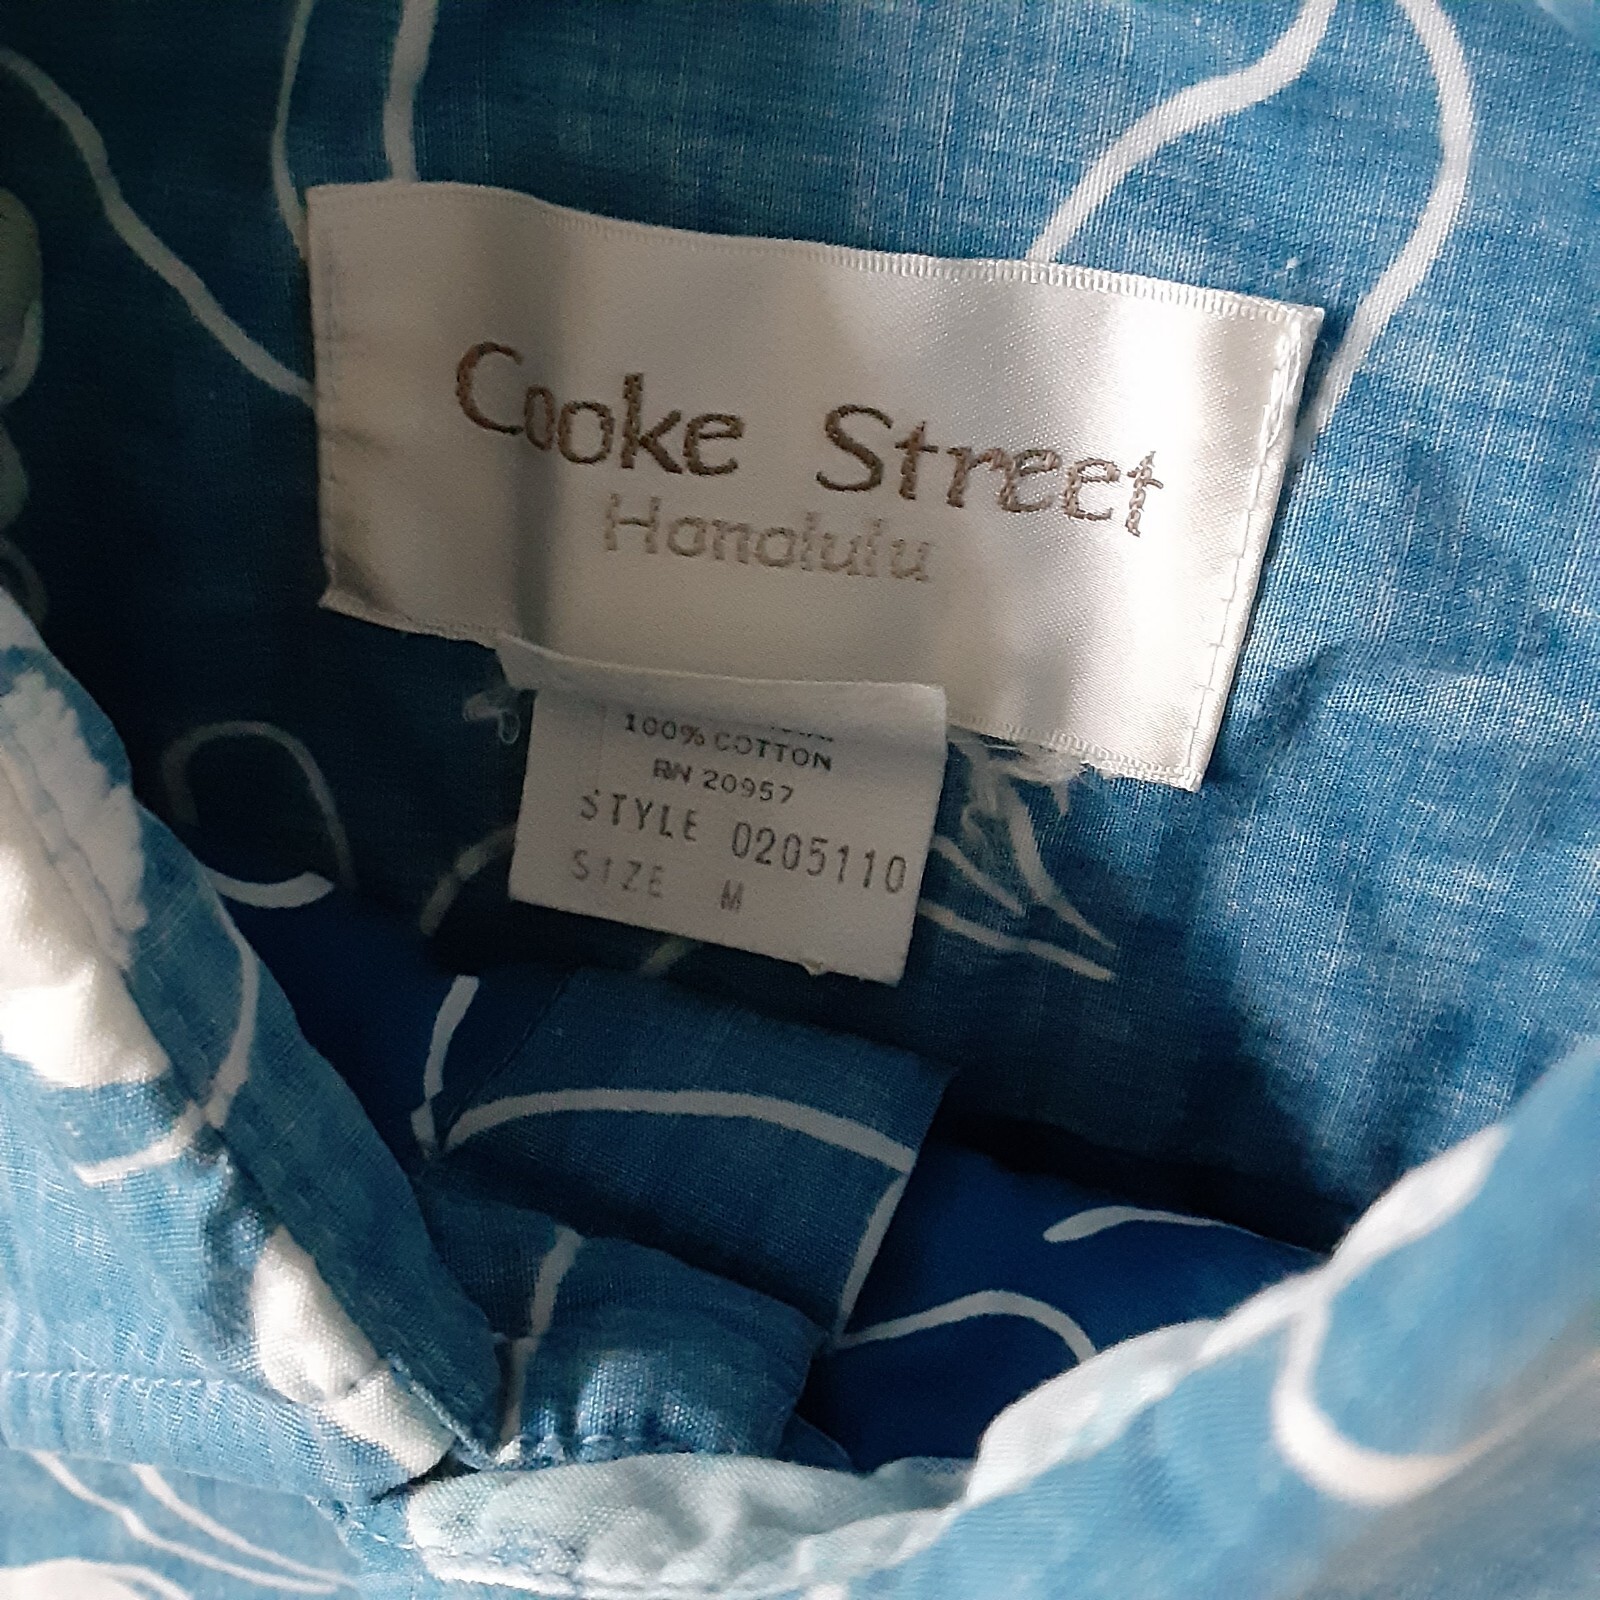 Cooke Street
Honolulu
100% COTTON
RN 20957
STYLE 0205110
SIZE M